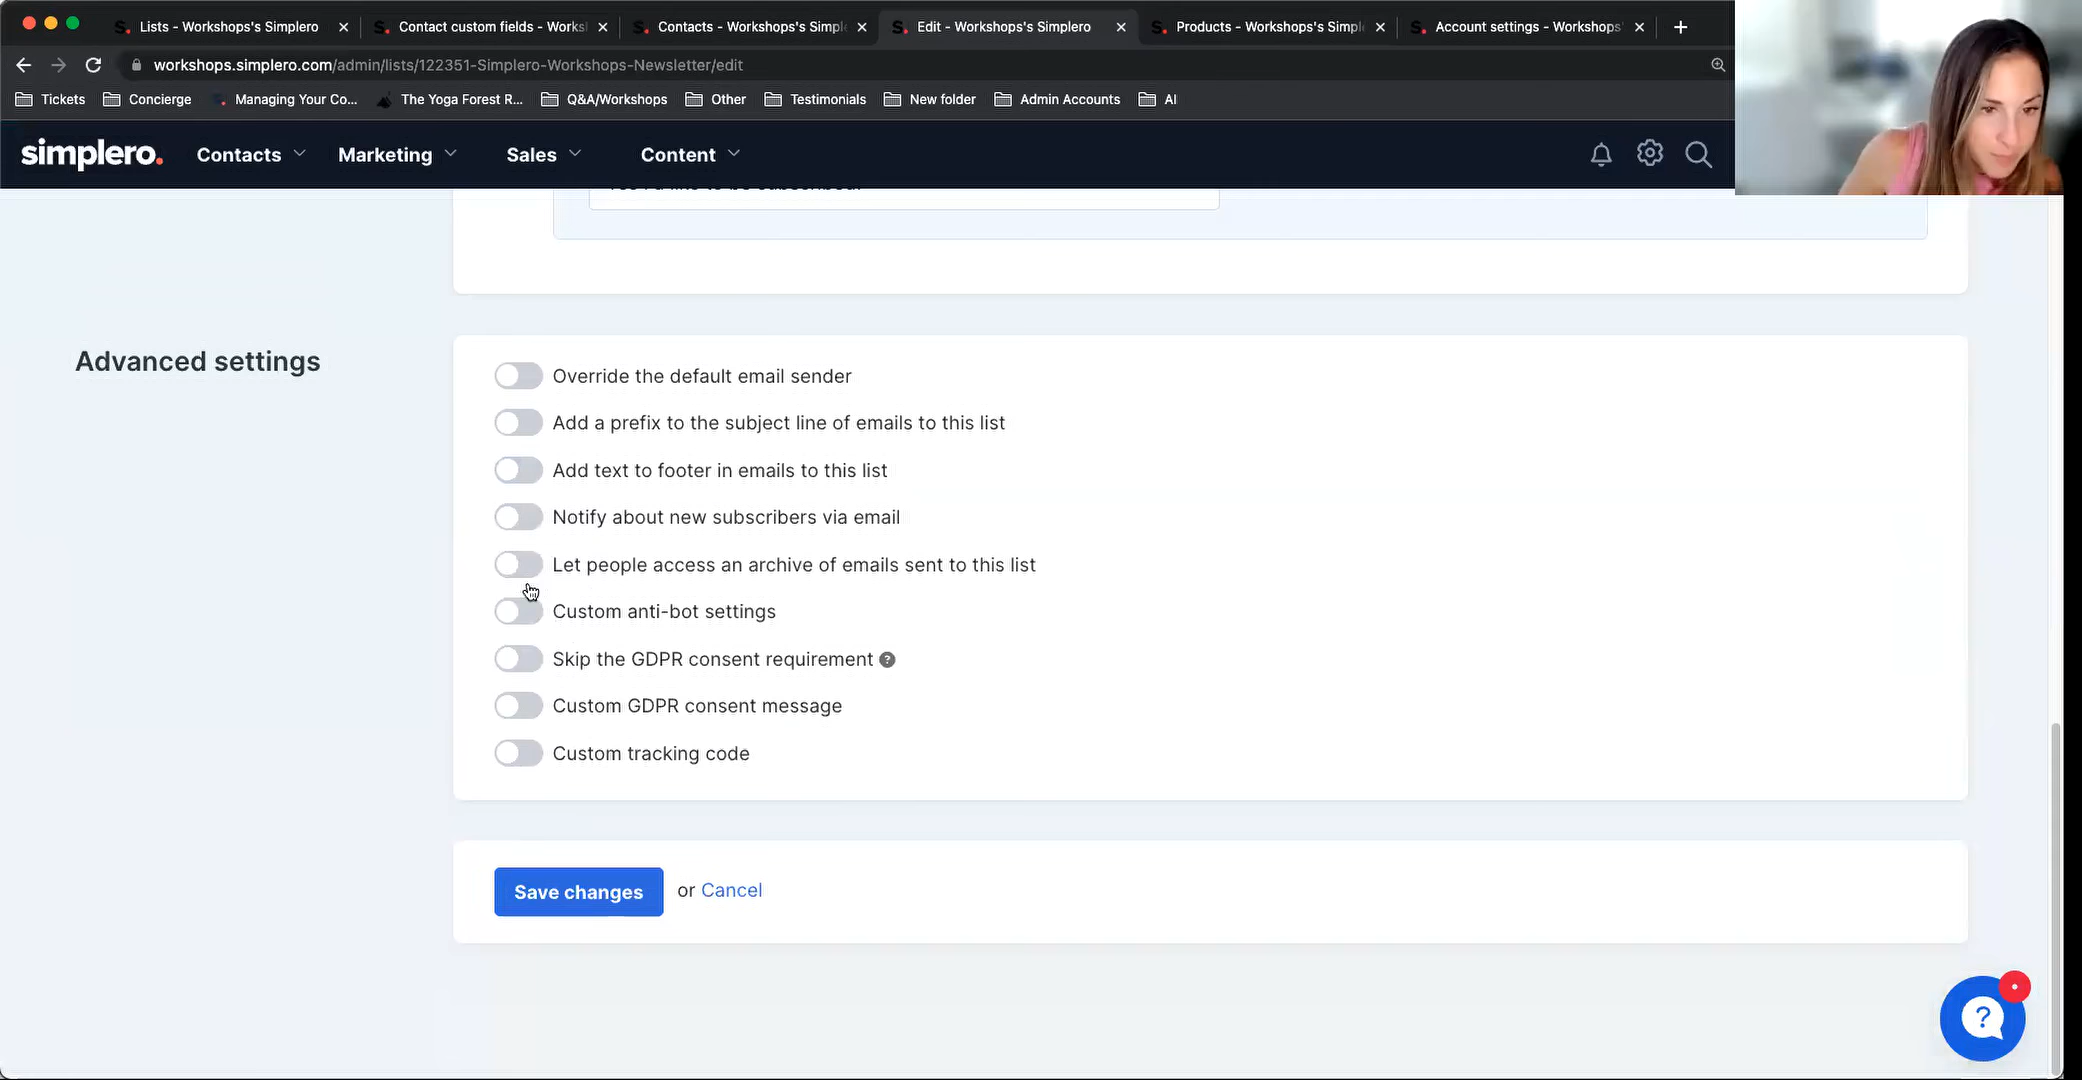 Lists - Workshops's Simplero
Contact custom fields - Works
Contacts - Workshops's Simpl
Edit - Workshops's Simplero
Products - Workshops's Simpl
Account settings - Workshops'
workshops.simplero.com/admin/lists/122351-Simplero-Workshops-Newsletter/edit
Tickets
Concierge
Managing Your Co...
The Yoga Forest R...
Q&A/Workshops
Other
Testimonials
New folder
Admin Accounts
AI
simplero.
Contacts
Marketing
Sales
Content
Advanced settings
Override the default email sender
Add a prefix to the subject line of emails to this list
Add text to footer in emails to this list
Notify about new subscribers via email
Let people access an archive of emails sent to this list
Custom anti-bot settings
Skip the GDPR consent requirement ?
Custom GDPR consent message
Custom tracking code
Save changes or Cancel
?